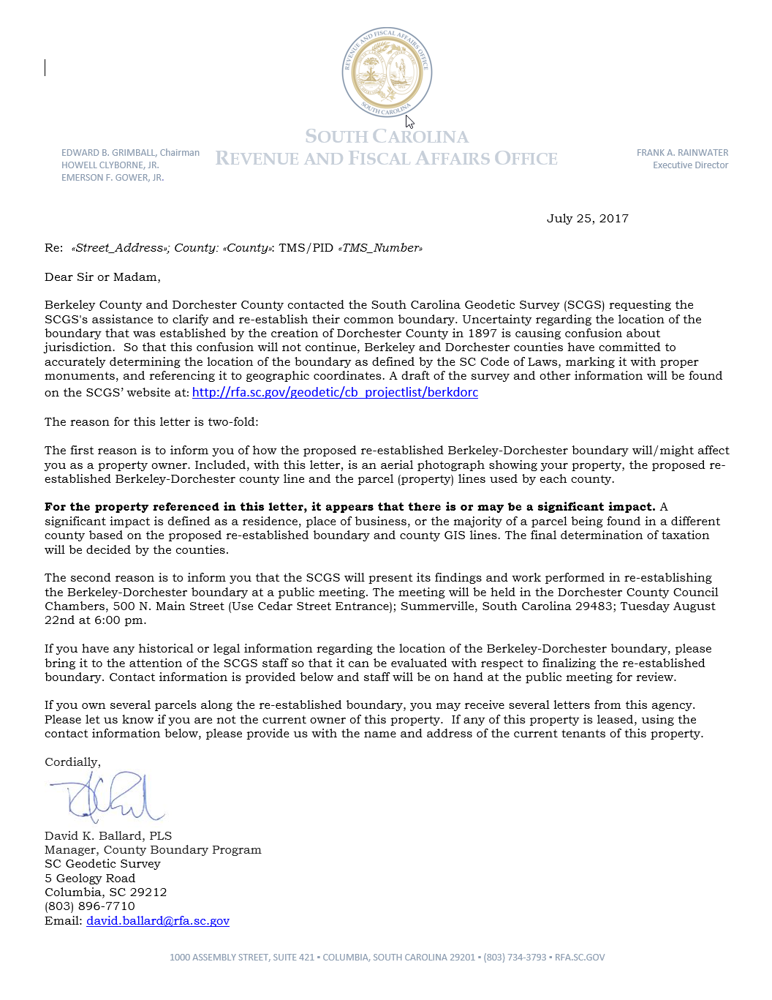 REVENUE AND FISCAL AFFAIRS OFFICE
SOUTH CAROLINA
SOUTH CAROLINA
REVENUE AND FISCAL AFFAIRS OFFICE
EDWARD B. GRIMBALL, Chairman
HOWELL CLYBORNE, JR.
EMERSON F. GOWER, JR.
FRANK A. RAINWATER
Executive Director
July 25, 2017
Re: «Street_Address»; County: «County»: TMS/PID «TMS_Number»
Dear Sir or Madam,
Berkeley County and Dorchester County contacted the South Carolina Geodetic Survey (SCGS) requesting the
SCGS's assistance to clarify and re-establish their common boundary. Uncertainty regarding the location of the
boundary that was established by the creation of Dorchester County in 1897 is causing confusion about
jurisdiction.  So that this confusion will not continue, Berkeley and Dorchester counties have committed to
accurately determining the location of the boundary as defined by the SC Code of Laws, marking it with proper
monuments, and referencing it to geographic coordinates. A draft of the survey and other information will be found
on the SCGS’ website at: http://rfa.sc.gov/geodetic/cb_projectlist/berkdorc
The reason for this letter is two-fold:
The first reason is to inform you of how the proposed re-established Berkeley-Dorchester boundary will/might affect
you as a property owner. Included, with this letter, is an aerial photograph showing your property, the proposed re-
established Berkeley-Dorchester county line and the parcel (property) lines used by each county.
For the property referenced in this letter, it appears that there is or may be a significant impact. A
significant impact is defined as a residence, place of business, or the majority of a parcel being found in a different
county based on the proposed re-established boundary and county GIS lines. The final determination of taxation
will be decided by the counties.
The second reason is to inform you that the SCGS will present its findings and work performed in re-establishing
the Berkeley-Dorchester boundary at a public meeting. The meeting will be held in the Dorchester County Council
Chambers, 500 N. Main Street (Use Cedar Street Entrance); Summerville, South Carolina 29483; Tuesday August
22nd at 6:00 pm.
If you have any historical or legal information regarding the location of the Berkeley-Dorchester boundary, please
bring it to the attention of the SCGS staff so that it can be evaluated with respect to finalizing the re-established
boundary. Contact information is provided below and staff will be on hand at the public meeting for review.
If you own several parcels along the re-established boundary, you may receive several letters from this agency.
Please let us know if you are not the current owner of this property.  If any of this property is leased, using the
contact information below, please provide us with the name and address of the current tenants of this property.
Cordially,
David K. Ballard, PLS
Manager, County Boundary Program
SC Geodetic Survey
5 Geology Road
Columbia, SC 29212
(803) 896-7710
Email: david.ballard@rfa.sc.gov
1000 ASSEMBLY STREET, SUITE 421 ▪ COLUMBIA, SOUTH CAROLINA 29201 ▪ (803) 734-3793 ▪ RFA.SC.GOV